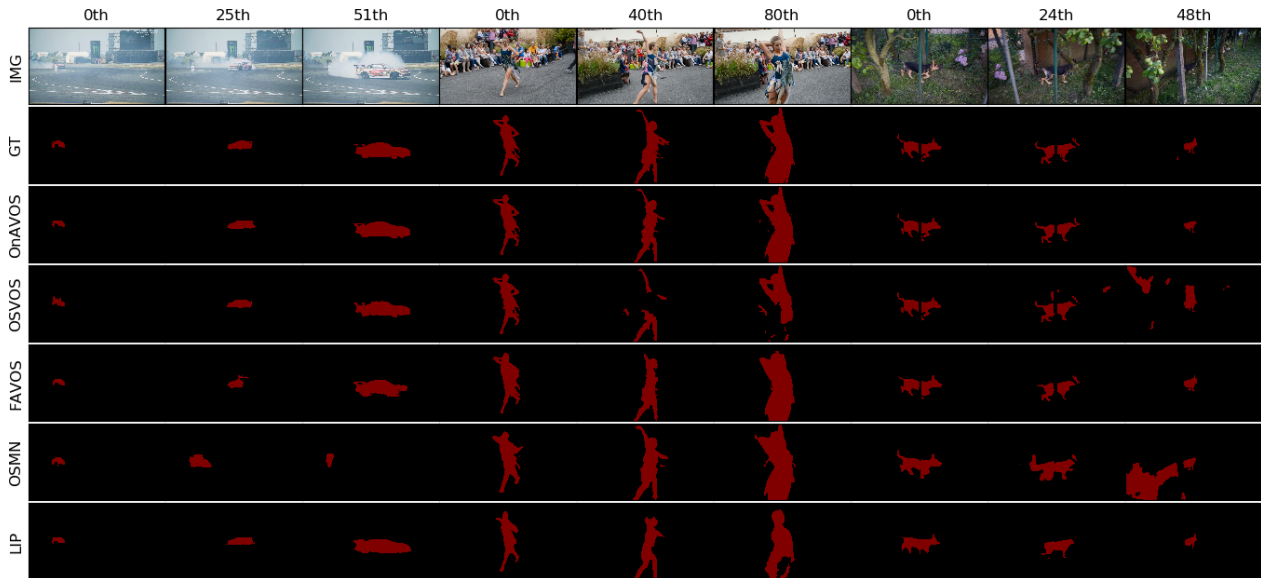 0th 25th 51th 0th 40th 80th 0th 24th 48th
IMG
GT
OnAVOS
OSVOS
FAVOS
OSMN
LIP